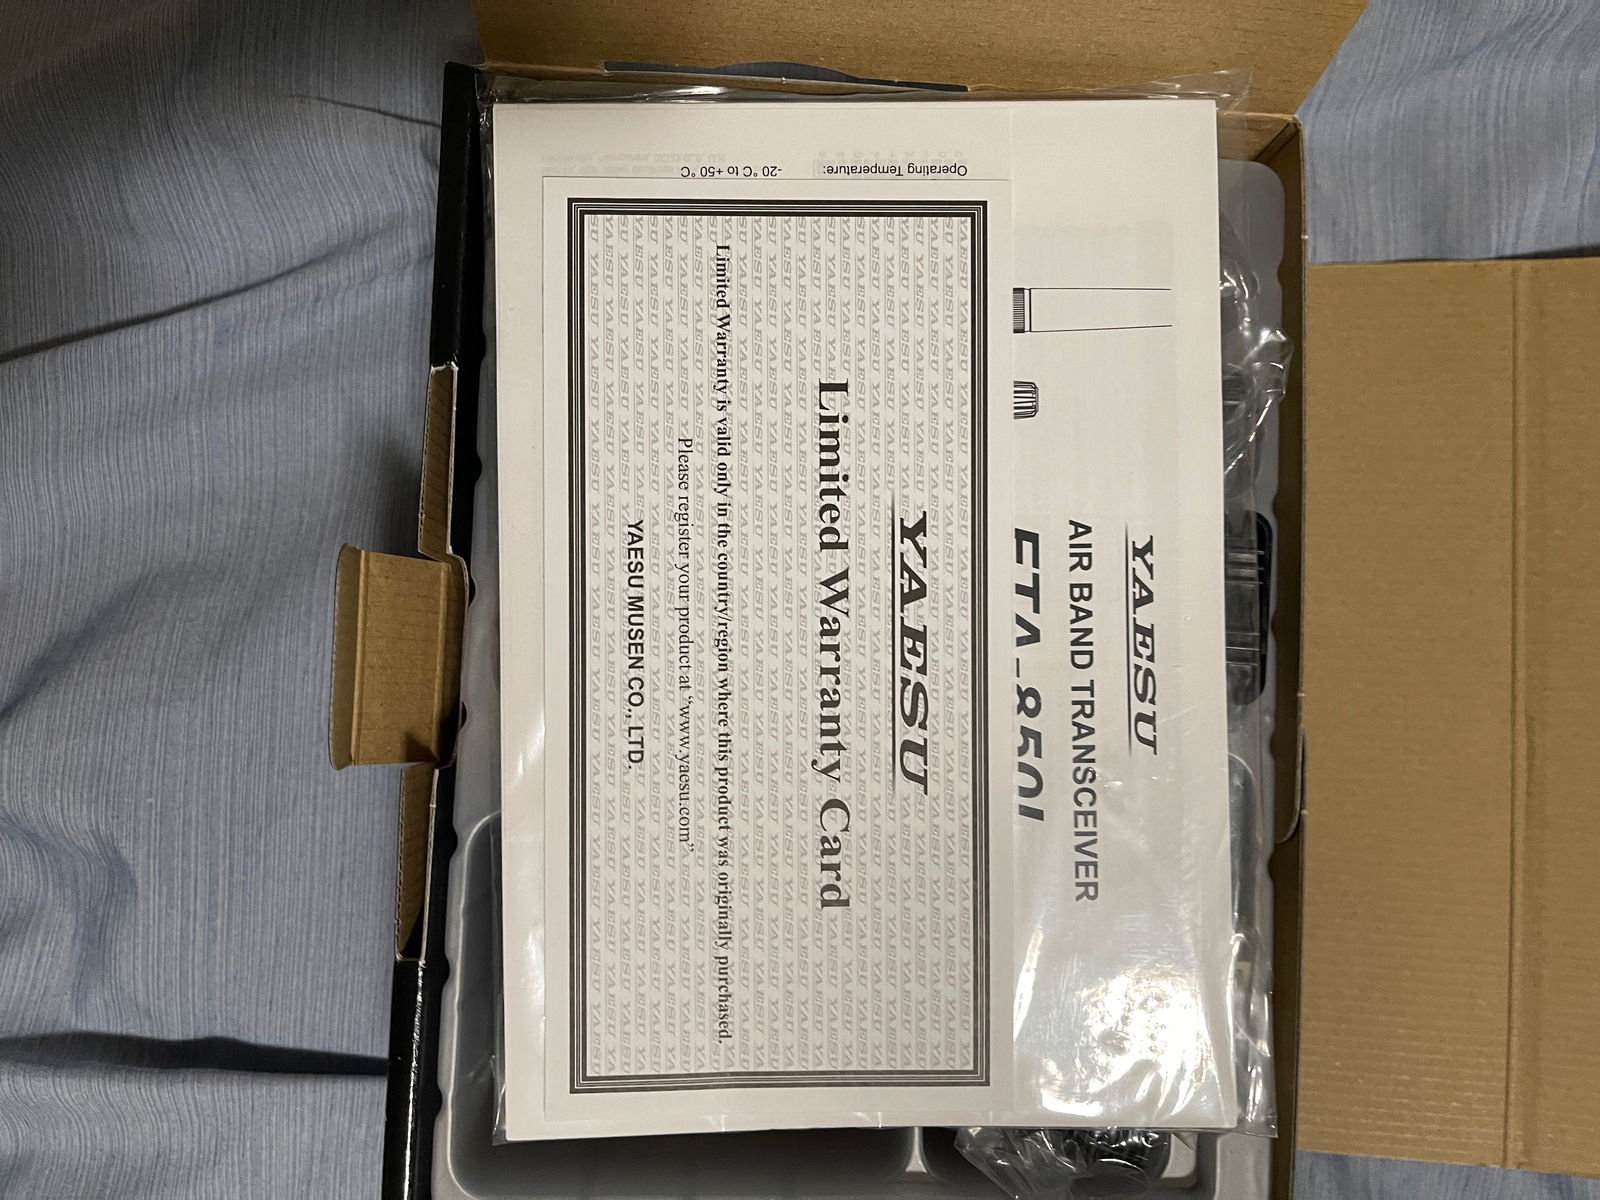 YAESU
AIR BAND TRANSCEIVER
FTA-850L
YAESU
Limited Warranty Card
Limited Warranty is valid only in the country/region where this product was originally purchased.
Please register your product at “www.yaesu.com”
YAESU MUSEN CO., LTD.
Operating Temperature: -20 °C to +50 °C